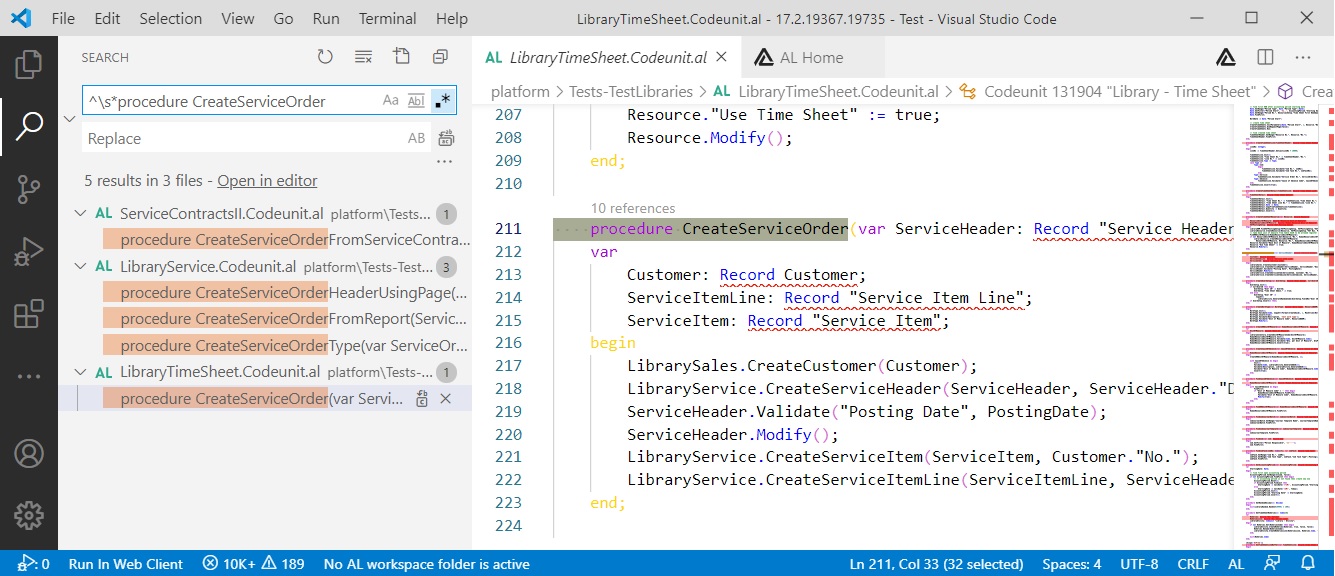 File Edit Selection View Go Run Terminal Help LibraryTimeSheet.Codeunit.al - 17.2.19367.19735 - Test - Visual Studio Code
SEARCH
^\s*procedure CreateServiceOrder Aa Abl .*
Replace AB
5 results in 3 files - Open in editor
AL ServiceContractsII.Codeunit.al platform\Tests... 1
procedure CreateServiceOrderFromServiceContra...
AL LibraryService.Codeunit.al platform\Tests-Test... 3
procedure CreateServiceOrderHeaderUsingPage(...
procedure CreateServiceOrderFromReport(Servic...
procedure CreateServiceOrderType(var ServiceOr...
AL LibraryTimeSheet.Codeunit.al platform\Tests-... 1
procedure CreateServiceOrder(var Servi...
AL LibraryTimeSheet.Codeunit.al AL Home
platform > Tests-TestLibraries > AL LibraryTimeSheet.Codeunit.al > Codeunit 131904 "Library - Time Sheet" > Crea
207 Resource."Use Time Sheet" := true;
208 Resource.Modify();
209 end;
210
10 references
211 procedure CreateServiceOrder(var ServiceHeader: Record "Service Header
212 var
213 Customer: Record Customer;
214 ServiceItemLine: Record "Service Item Line";
215 ServiceItem: Record "Service Item";
216 begin
217 LibrarySales.CreateCustomer(Customer);
218 LibraryService.CreateServiceHeader(ServiceHeader, ServiceHeader."D
219 ServiceHeader.Validate("Posting Date", PostingDate);
220 ServiceHeader.Modify();
221 LibraryService.CreateServiceItem(ServiceItem, Customer."No.");
222 LibraryService.CreateServiceItemLine(ServiceItemLine, ServiceHeade
223 end;
224
0 Run In Web Client 10K+ 189 No AL workspace folder is active Ln 211, Col 33 (32 selected) Spaces: 4 UTF-8 CRLF AL